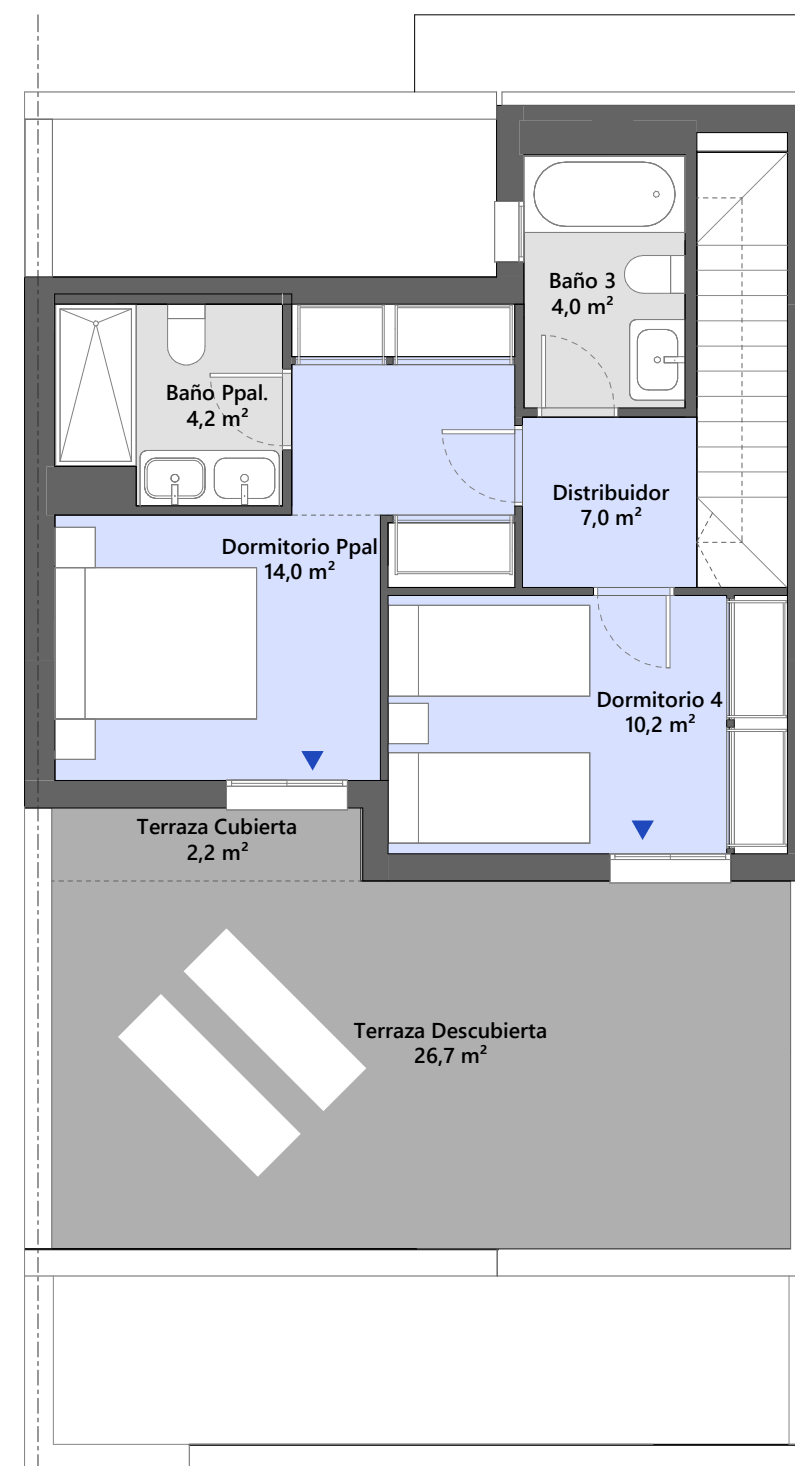 Baño 3
4,0 m²
Baño Ppal.
4,2 m²
Distribuidor
7,0 m²
Dormitorio Ppal
14,0 m²
Dormitorio 4
10,2 m²
Terraza Cubierta
2,2 m²
Terraza Descubierta
26,7 m²